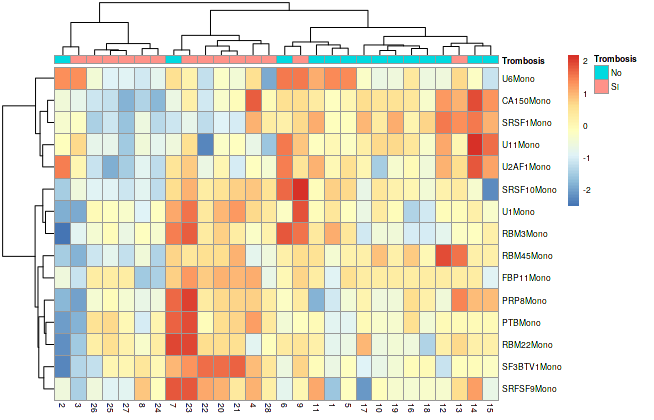 Trombosis
U6Mono
CA150Mono
SRSF1Mono
U11Mono
U2AF1Mono
SRSF10Mono
U1Mono
RBM3Mono
RBM45Mono
FBP11Mono
PRP8Mono
PTBMono
RBM22Mono
SF3BTV1Mono
SRFSF9Mono
2 3 26 25 27 8 24 7 23 22 20 21 4 28 6 9 11 1 5 17 10 19 16 18 12 13 14 15
2
1
0
-1
-2
Trombosis
No
SI